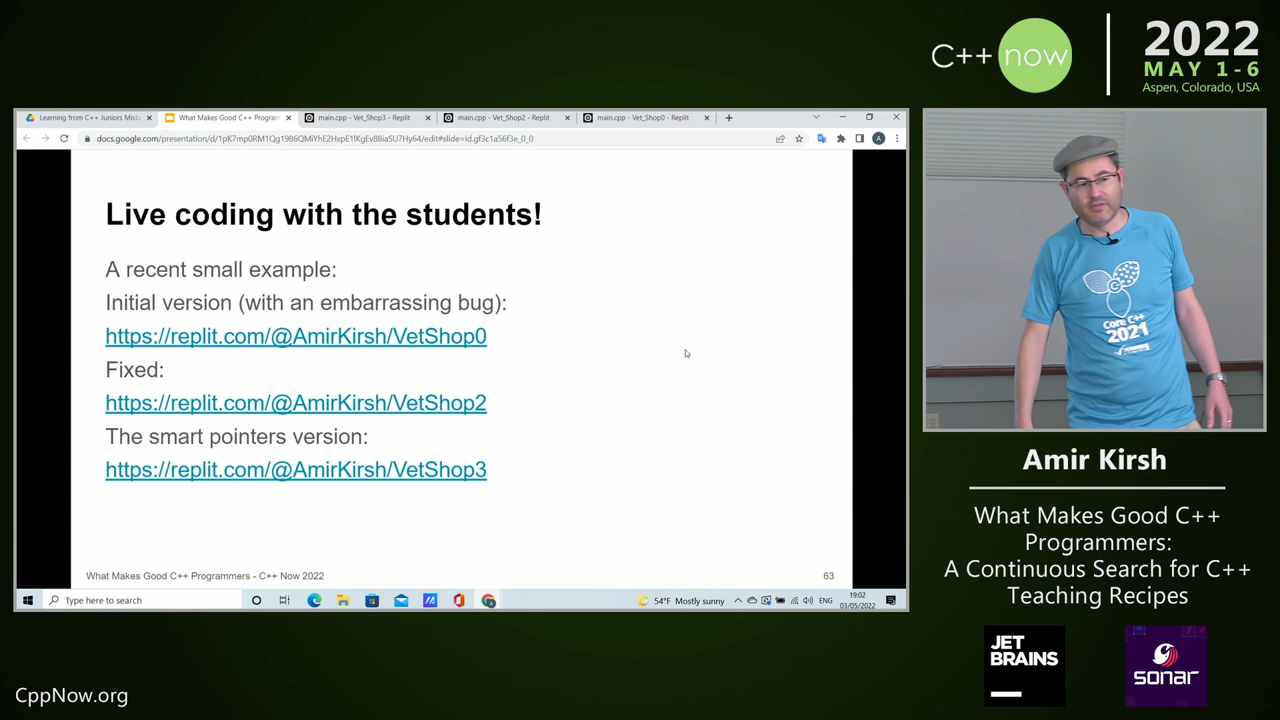 C++ now
2022
MAY 1-6
Aspen, Colorado, USA
Learning from C++ Juniors Mist
What Makes Good C++ Program
main.cpp - Vet_Shop3 - Replit
main.cpp - Vet_Shop2 - Replit
main.cpp - Vet_Shop0 - Replit
Live coding with the students!
A recent small example:
Initial version (with an embarrassing bug):
https://replit.com/@AmirKirsh/VetShop0
Fixed:
https://replit.com/@AmirKirsh/VetShop2
The smart pointers version:
https://replit.com/@AmirKirsh/VetShop3
What Makes Good C++ Programmers - C++ Now 2022
63
Type here to search
54°F Mostly sunny
ENG
19:02
03/05/2022
Core C++
2021
Amir Kirsh
What Makes Good C++
Programmers:
A Continuous Search for C++
Teaching Recipes
JET
BRAINS
sonar
CppNow.org